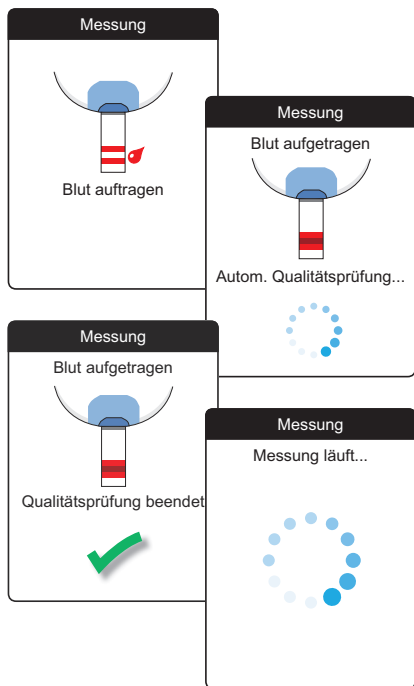 Messung
Blut auftragen
Messung
Blut aufgetragen
Autom. Qualitätsprüfung...
Messung
Blut aufgetragen
Qualitätsprüfung beendet
Messung
Messung läuft...